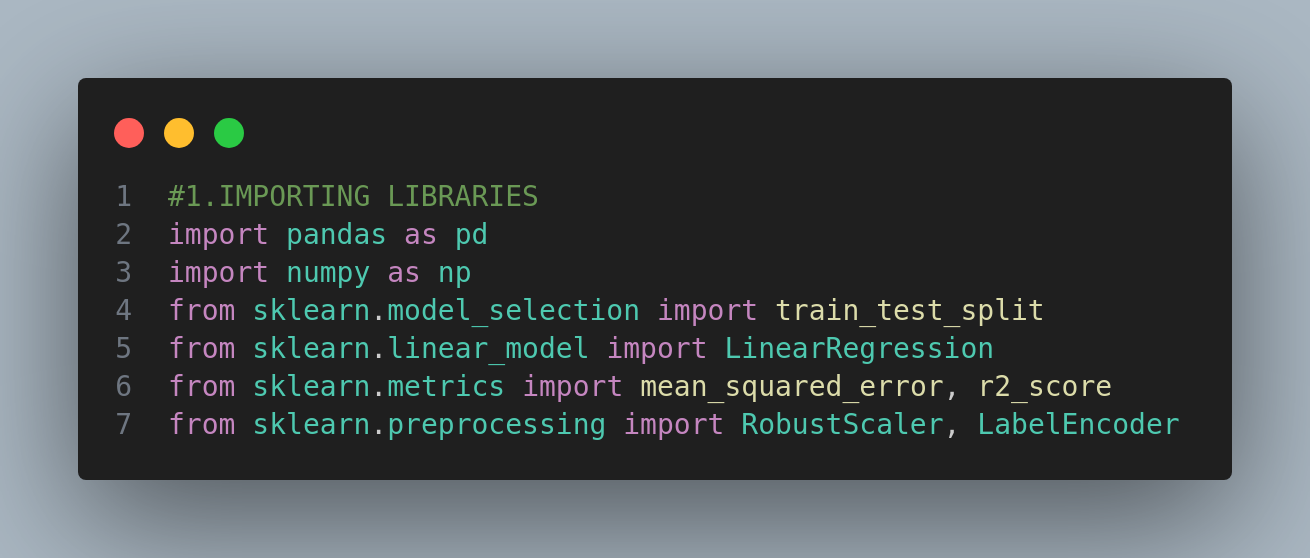 1 #1.IMPORTING LIBRARIES
2 import pandas as pd
3 import numpy as np
4 from sklearn.model_selection import train_test_split
5 from sklearn.linear_model import LinearRegression
6 from sklearn.metrics import mean_squared_error, r2_score
7 from sklearn.preprocessing import RobustScaler, LabelEncoder